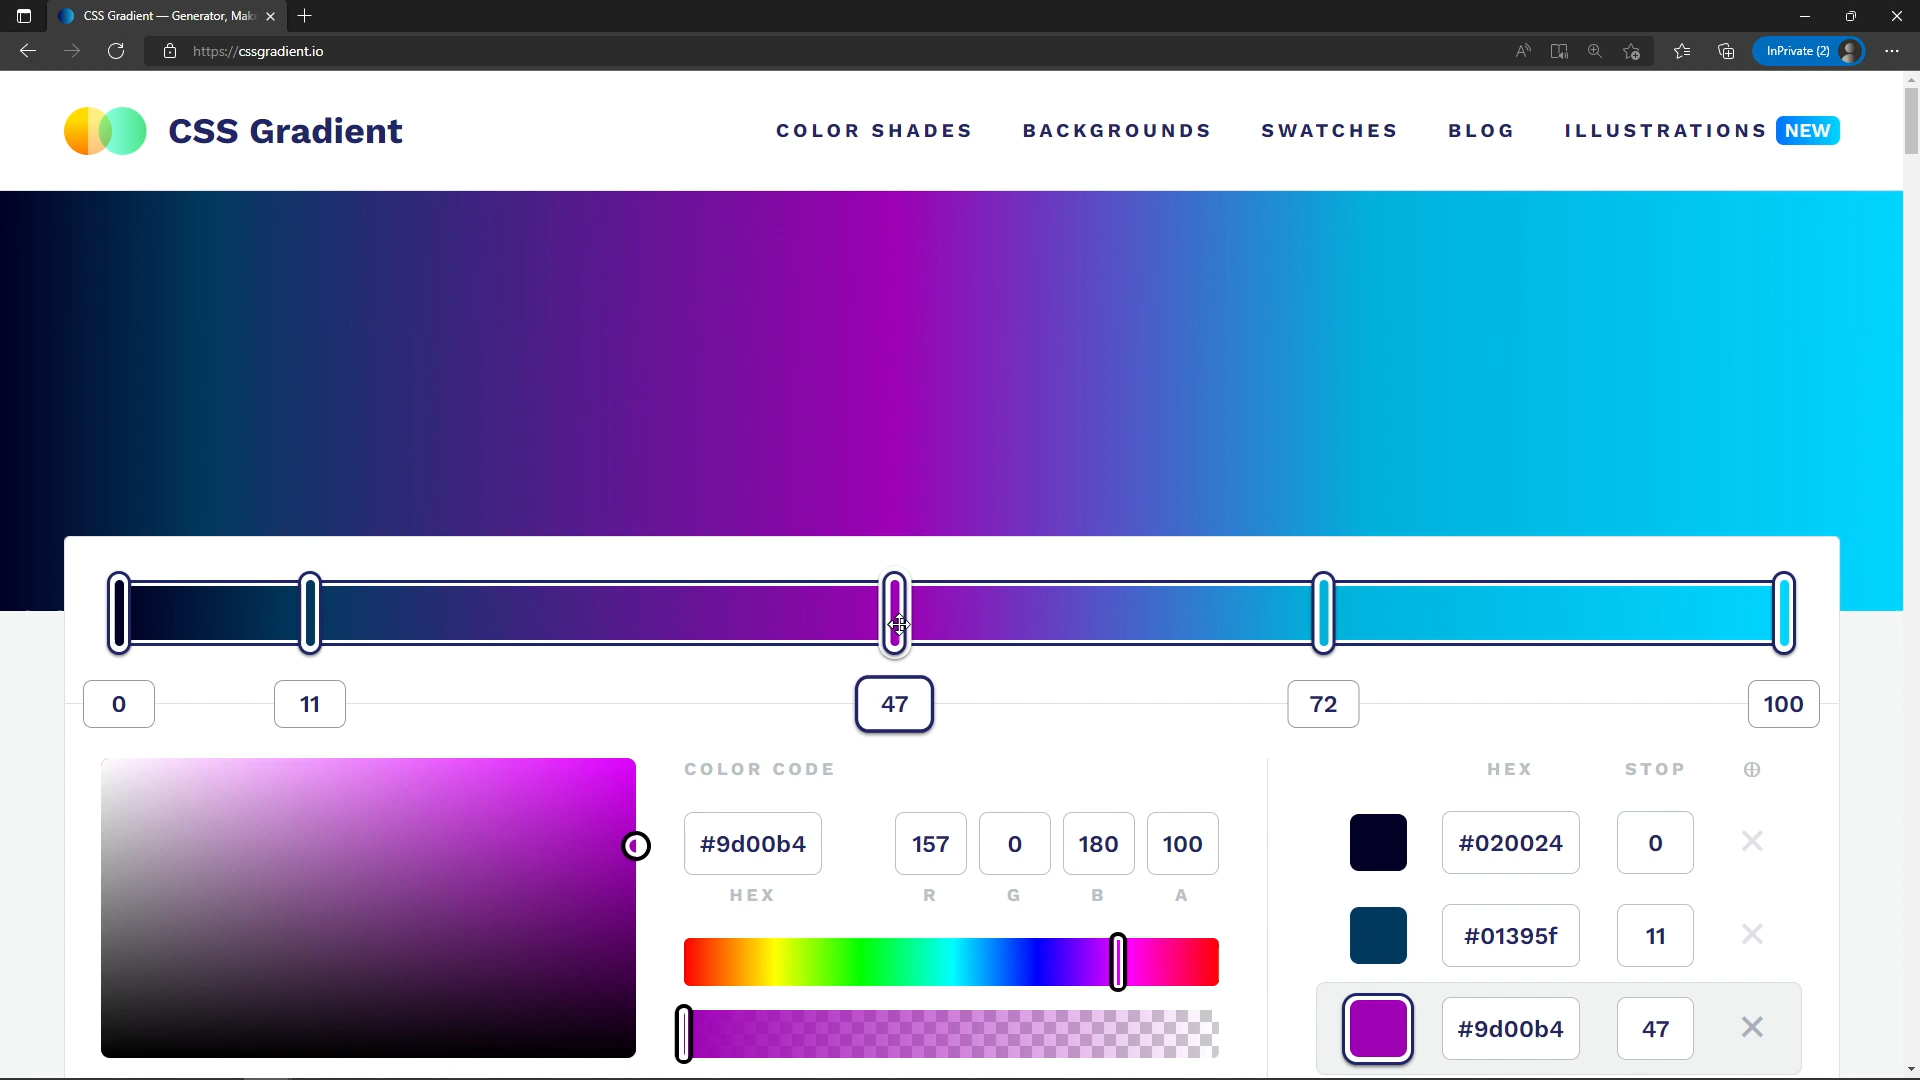 CSS Gradient — Generator, Mak
https://cssgradient.io
InPrivate (2)
CSS Gradient
COLOR SHADES
BACKGROUNDS
SWATCHES
BLOG
ILLUSTRATIONS
NEW
0
11
47
72
100
COLOR CODE
HEX
STOP
#9d00b4
157
0
180
100
#020024
0
HEX
R
G
B
A
#01395f
11
#9d00b4
47